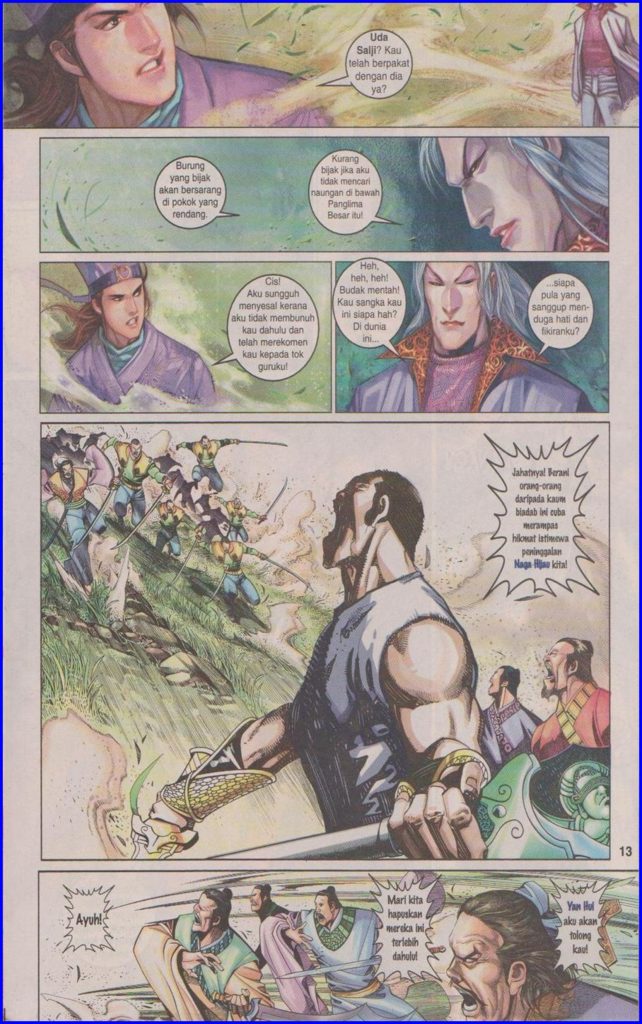 Uda
Salji? Kau
telah berpakat
dengan dia
ya?
Burung
yang bijak
akan bersarang
di pokok yang
rendang.
Kurang
bijak jika aku
tidak mencari
naungan di bawah
Panglima
Besar itu!
Cis!
Aku sungguh
menyesal kerana
aku tidak membunuh
kau dahulu dan
telah merekomen
kau kepada tok
guruku!
Heh,
heh, heh!
Budak mentah!
Kau sangka kau
ini siapa hah?
Di dunia
ini...
...siapa
pula yang
sanggup men-
duga hati dan
fikiranku?
Jahatnya! Berani
orang-orang
daripada kaum
biadab ini cuba
merampas
hikmat istimewa
peninggalan
Naga Hijau kita!
13
Ayuh!
Mari kita
hapuskan
mereka ini
terlebih
dahulu!
Yan Hui
aku akan
tolong
kau!